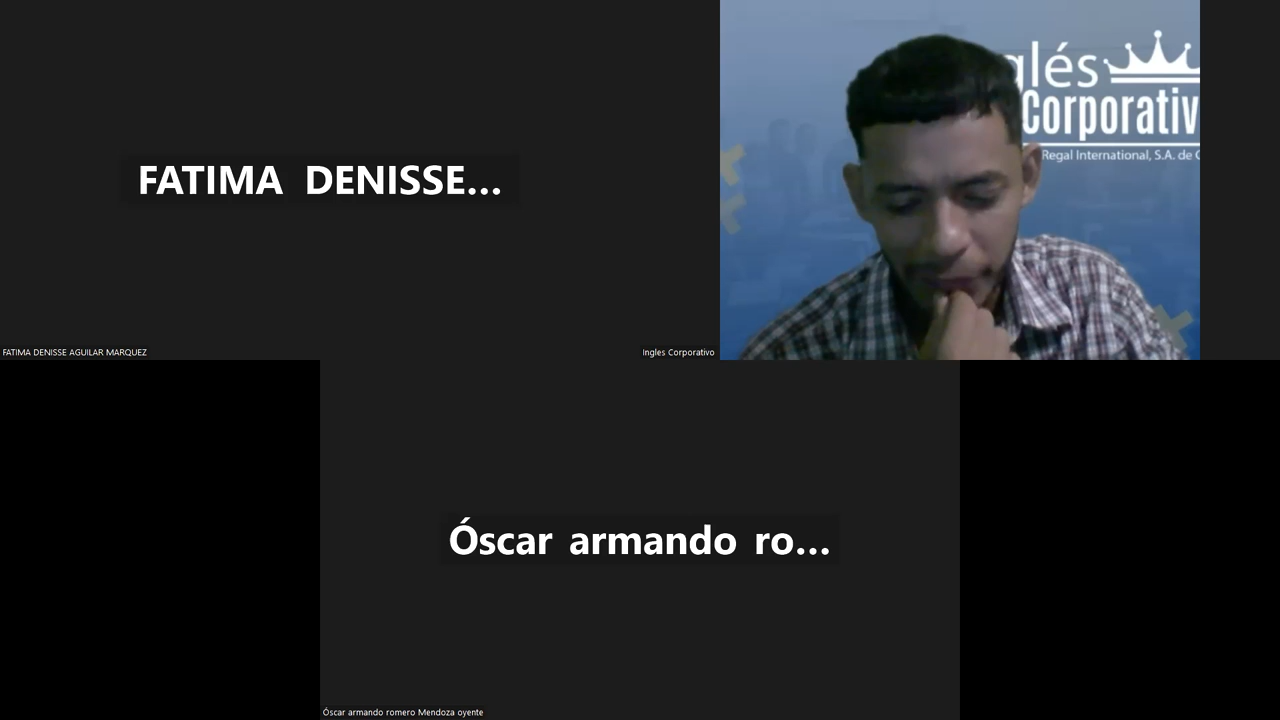 FATIMA DENISSE...
FATIMA DENISSE AGUILAR MARQUEZ
glés
Corporativ
Regal International, S.A. de C
Ingles Corporativo
Óscar armando ro...
Óscar armando romero Mendoza oyente